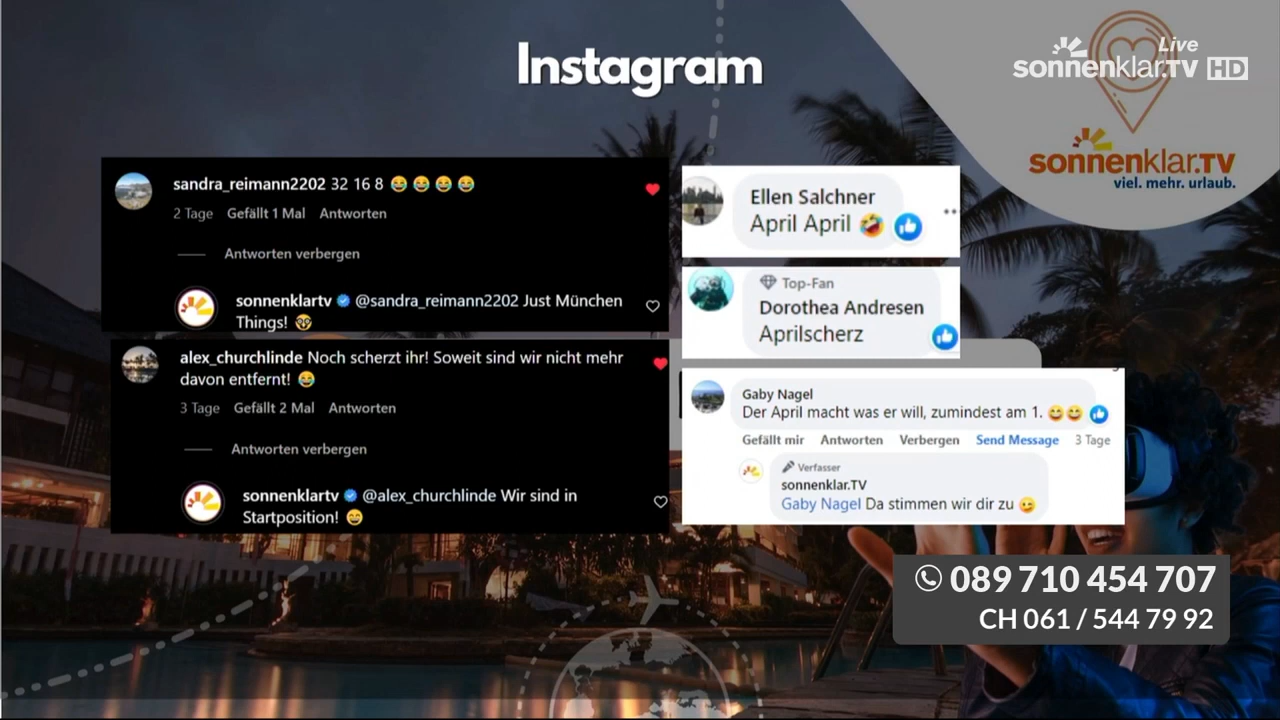 Instagram
Live
sonnenklar.TV HD
sonnenklar.TV
viel. mehr. urlaub.
sandra_reimann2202 32 16 8 😂 😂 😂 😂
2 Tage Gefällt 1 Mal Antworten
Antworten verbergen
sonnenklartv @sandra_reimann2202 Just München
Things! 🤓
alex_churchlinde Noch scherzt ihr! Soweit sind wir nicht mehr
davon entfernt! 😂
3 Tage Gefällt 2 Mal Antworten
Antworten verbergen
sonnenklartv @alex_churchlinde Wir sind in
Startposition! 😄
Ellen Salchner
April April 🤣
Top-Fan
Dorothea Andresen
Aprilscherz
Gaby Nagel
Der April macht was er will, zumindest am 1. 😄😄
Gefällt mir Antworten Verbergen Send Message 3 Tage
Verfasser
sonnenklar.TV
Gaby Nagel Da stimmen wir dir zu 😉
089 710 454 707
CH 061 / 544 79 92